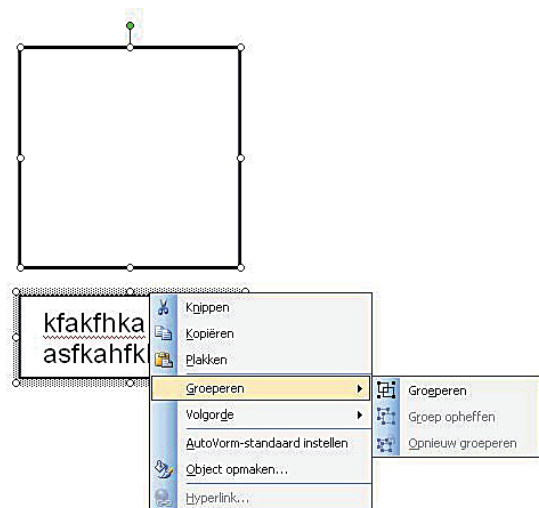 kfakfhka
asfkahfk
Knippen
Kopiëren
Plakken
Groeperen
Volgorde
AutoVorm-standaard instellen
Object opmaken...
Hyperlink...
Groeperen
Groep opheffen
Opnieuw groeperen